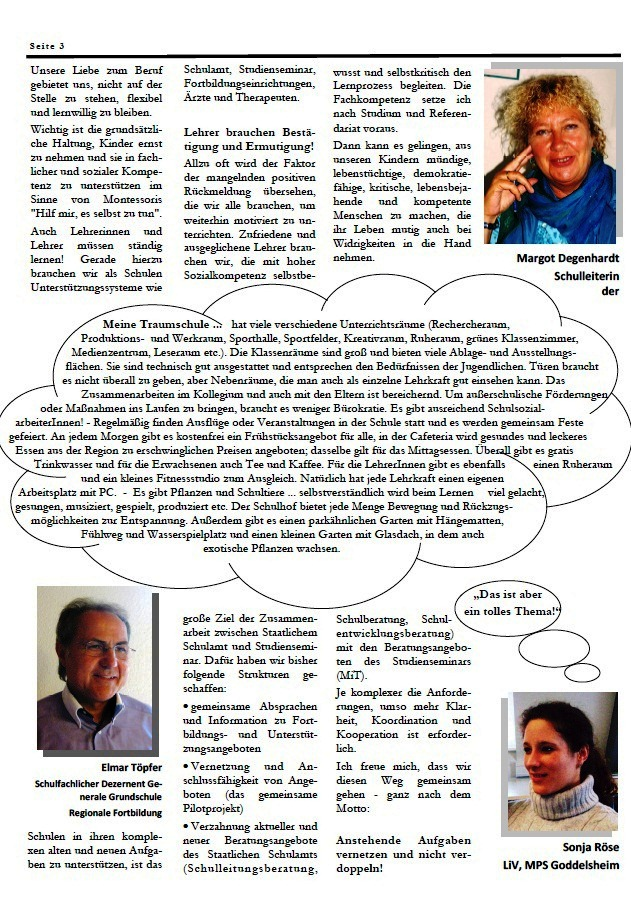 Seite 3
Unsere Liebe zum Beruf
gebietet uns, nicht auf der
Stelle zu stehen, flexibel
und lernwillig zu bleiben.
Wichtig ist die grundsätzli-
che Haltung, Kinder ernst
zu nehmen und sie in fach-
licher und sozialer Kompe-
tenz zu unterstützen im
Sinne von Montessoris
"Hilf mir, es selbst zu tun".
Auch Lehrerinnen und
Lehrer müssen ständig
lernen! Gerade hierzu
brauchen wir als Schulen
Unterstützungssysteme wie
Schulamt, Studienseminar,
Fortbildungseinrichtungen,
Ärzte und Therapeuten.
Lehrer brauchen Bestä-
tigung und Ermutigung!
Allzu oft wird der Faktor
der mangelnden positiven
Rückmeldung übersehen,
die wir alle brauchen, um
weiterhin motiviert zu un-
terrichten. Zufriedene und
ausgeglichene Lehrer brau-
chen wir, die mit hoher
Sozialkompetenz selbstbe-
wusst und selbstkritisch den
Lernprozess begleiten. Die
Fachkompetenz setze ich
nach Studium und Referen-
dariat voraus.
Dann kann es gelingen, aus
unseren Kindern mündige,
lebenstüchtige, demokratie-
fähige, kritische, lebensbeja-
hende und kompetente
Menschen zu machen, die
ihr Leben mutig auch bei
Widrigkeiten in die Hand
nehmen.
Margot Degenhardt
Schulleiterin
der
Meine Traumschule ... hat viele verschiedene Unterrichtsräume (Rechercheraum,
Produktions- und Werkraum, Sporthalle, Sportfelder, Kreativraum, Ruheraum, grünes Klassenzimmer,
Medienzentrum, Leseraum etc.). Die Klassenräume sind groß und bieten viele Ablage- und Ausstellungs-
flächen. Sie sind technisch gut ausgestattet und entsprechen den Bedürfnissen der Jugendlichen. Türen braucht
es nicht überall zu geben, aber Nebenräume, die man auch als einzelne Lehrkraft gut einsehen kann. Das
Zusammenarbeiten im Kollegium und auch mit den Eltern ist bereichernd. Um außerschulische Förderungen
oder Maßnahmen ins Laufen zu bringen, braucht es weniger Bürokratie. Es gibt ausreichend Schulsozial-
arbeiterInnen! - Regelmäßig finden Ausflüge oder Veranstaltungen in der Schule statt und es werden gemeinsam Feste
gefeiert. An jedem Morgen gibt es kostenfrei ein Frühstücksangebot für alle, in der Cafeteria wird gesundes und leckeres
Essen aus der Region zu erschwinglichen Preisen angeboten; dasselbe gilt für das Mittagsessen. Überall gibt es gratis
Trinkwasser und für die Erwachsenen auch Tee und Kaffee. Für die LehrerInnen gibt es ebenfalls einen Ruheraum
und ein kleines Fitnessstudio zum Ausgleich. Natürlich hat jede Lehrkraft einen eigenen
Arbeitsplatz mit PC. - Es gibt Pflanzen und Schultiere ... selbstverständlich wird beim Lernen viel gelacht,
gesungen, musiziert, gespielt, produziert etc. Der Schulhof bietet jede Menge Bewegung und Rückzugs-
möglichkeiten zur Entspannung. Außerdem gibt es einen parkähnlichen Garten mit Hängematten,
Fühlweg und Wasserspielplatz und einen kleinen Garten mit Glasdach, in dem auch
exotische Pflanzen wachsen.
„Das ist aber
ein tolles Thema!“
Elmar Töpfer
Schulfachlicher Dezernent Ge-
nerale Grundschule
Regionale Fortbildung
Schulen in ihren komple-
xen alten und neuen Aufga-
ben zu unterstützen, ist das
große Ziel der Zusammen-
arbeit zwischen Staatlichem
Schulamt und Studiensemi-
nar. Dafür haben wir bisher
folgende Strukturen ge-
schaffen:
• gemeinsame Absprachen
und Information zu Fort-
bildungs- und Unterstüt-
zungsangeboten
• Vernetzung und An-
schlussfähigkeit von Ange-
boten (das gemeinsame
Pilotprojekt)
• Verzahnung aktueller und
neuer Beratungsangebote
des Staatlichen Schulamts
(Schulleitungsberatung,
Schulberatung, Schul-
entwicklungsberatung)
mit den Beratungsangebo-
ten des Studienseminars
(MiT).
Je komplexer die Anforde-
rungen, umso mehr Klar-
heit, Koordination und
Kooperation ist erforder-
lich.
Ich freue mich, dass wir
diesen Weg gemeinsam
gehen - ganz nach dem
Motto:
Anstehende Aufgaben
vernetzen und nicht ver-
doppeln!
Sonja Röse
LiV, MPS Goddelsheim